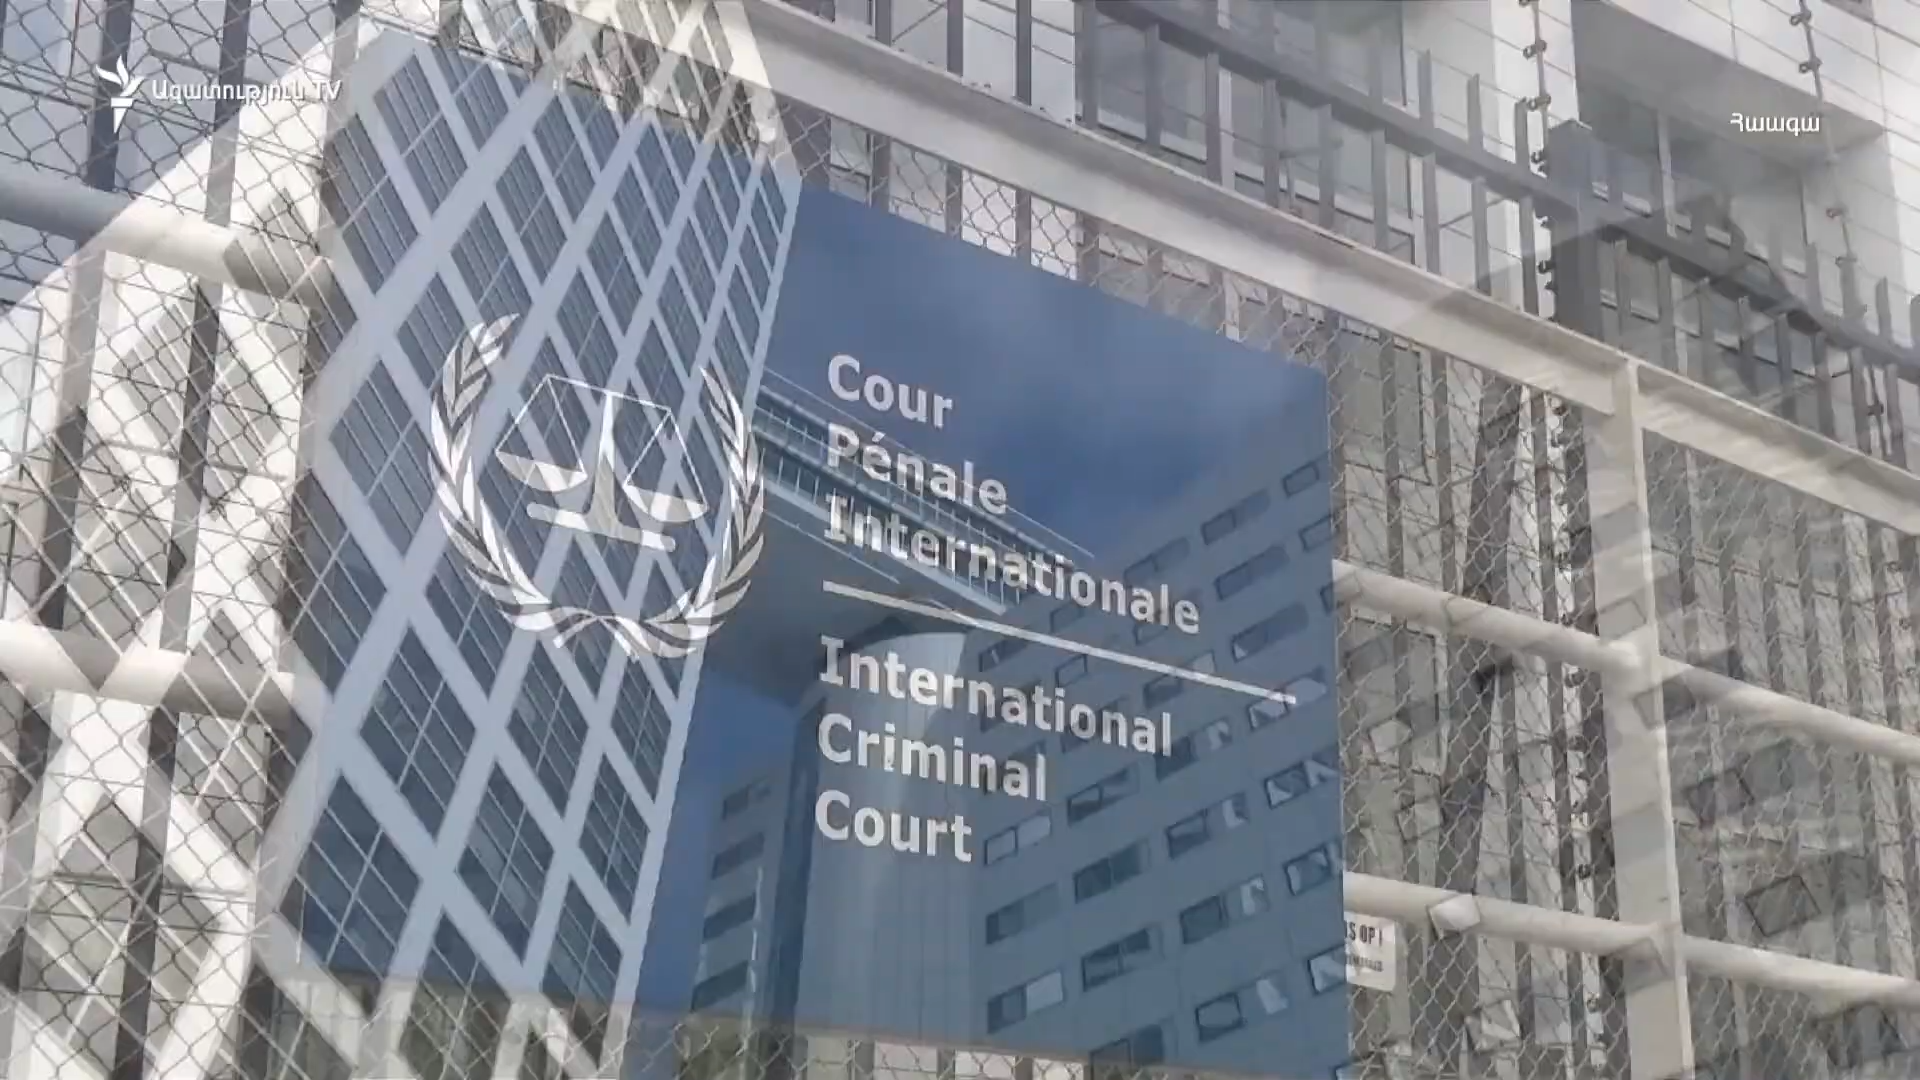 Ազատություն TV
Հաագա
Cour
Pénale
Internationale
International
Criminal
Court